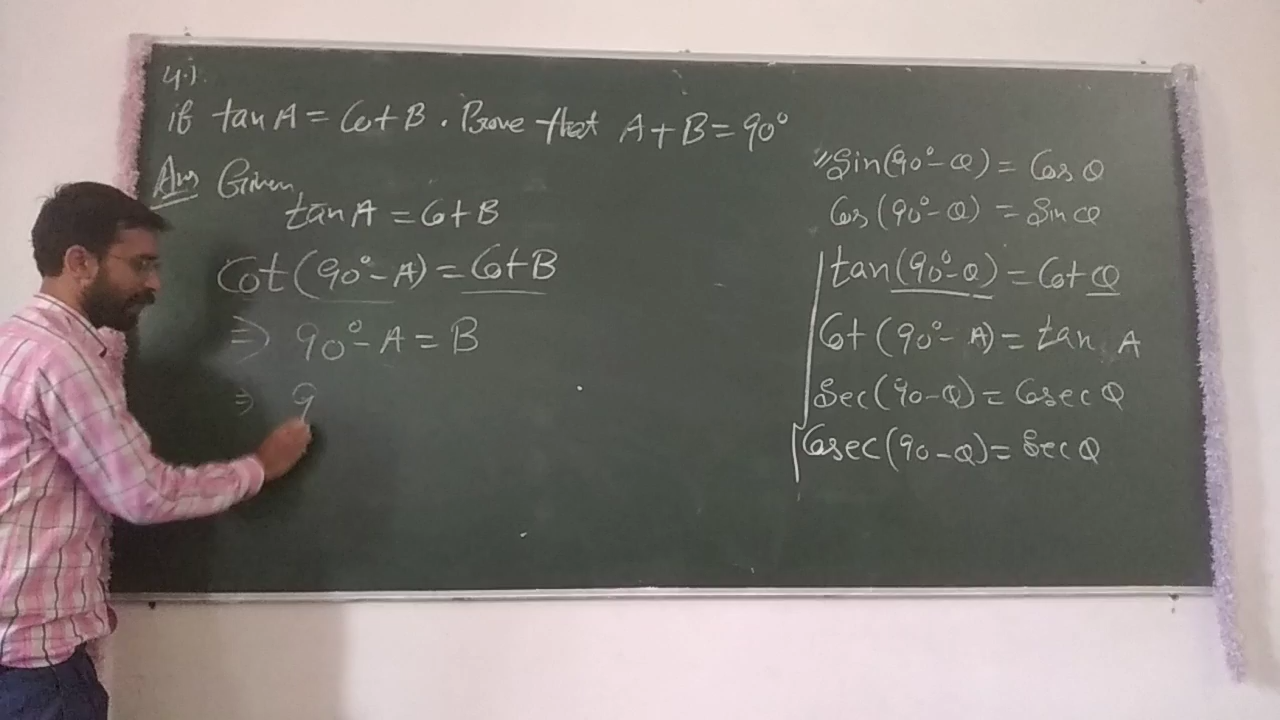 4.)
if tan A = Cot B . Prove that A + B = 90°
Ans Given,
tan A = Cot B
Cot (90° - A) = Cot B
⇒ 90° - A = B
⇒ 9
Sin (90° - θ) = Cos θ
Cos (90° - θ) = Sin θ
tan (90° - θ) = Cot θ
Cot (90° - A) = tan A
Sec (90 - θ) = Cosec θ
Cosec (90 - θ) = Sec θ